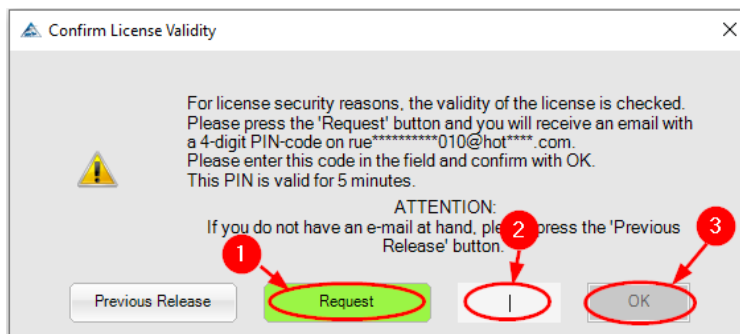 Confirm License Validity
For license security reasons, the validity of the license is checked.
Please press the 'Request' button and you will receive an email with
a 4-digit PIN-code on rue**********010@hot****.com.
Please enter this code in the field and confirm with OK.
This PIN is valid for 5 minutes.
ATTENTION:
If you do not have an e-mail at hand, press the 'Previous
Release' button.
1
2
3
Previous Release
Request
OK